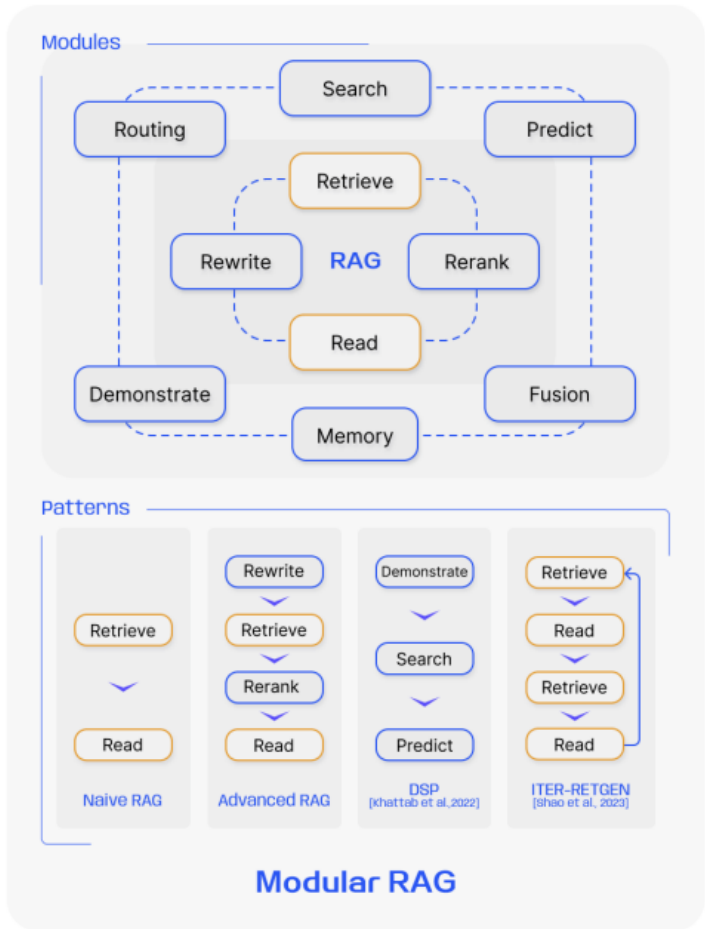 Modules
Search
Routing
Predict
Retrieve
Rewrite
RAG
Rerank
Read
Demonstrate
Fusion
Memory
Patterns
Retrieve
Read
Naive RAG
Rewrite
Retrieve
Rerank
Read
Advanced RAG
Demonstrate
Search
Predict
DSP
[Khattab et al.,2022]
Retrieve
Read
Retrieve
Read
ITER-RETGEN
[Shao et al., 2023]
Modular RAG